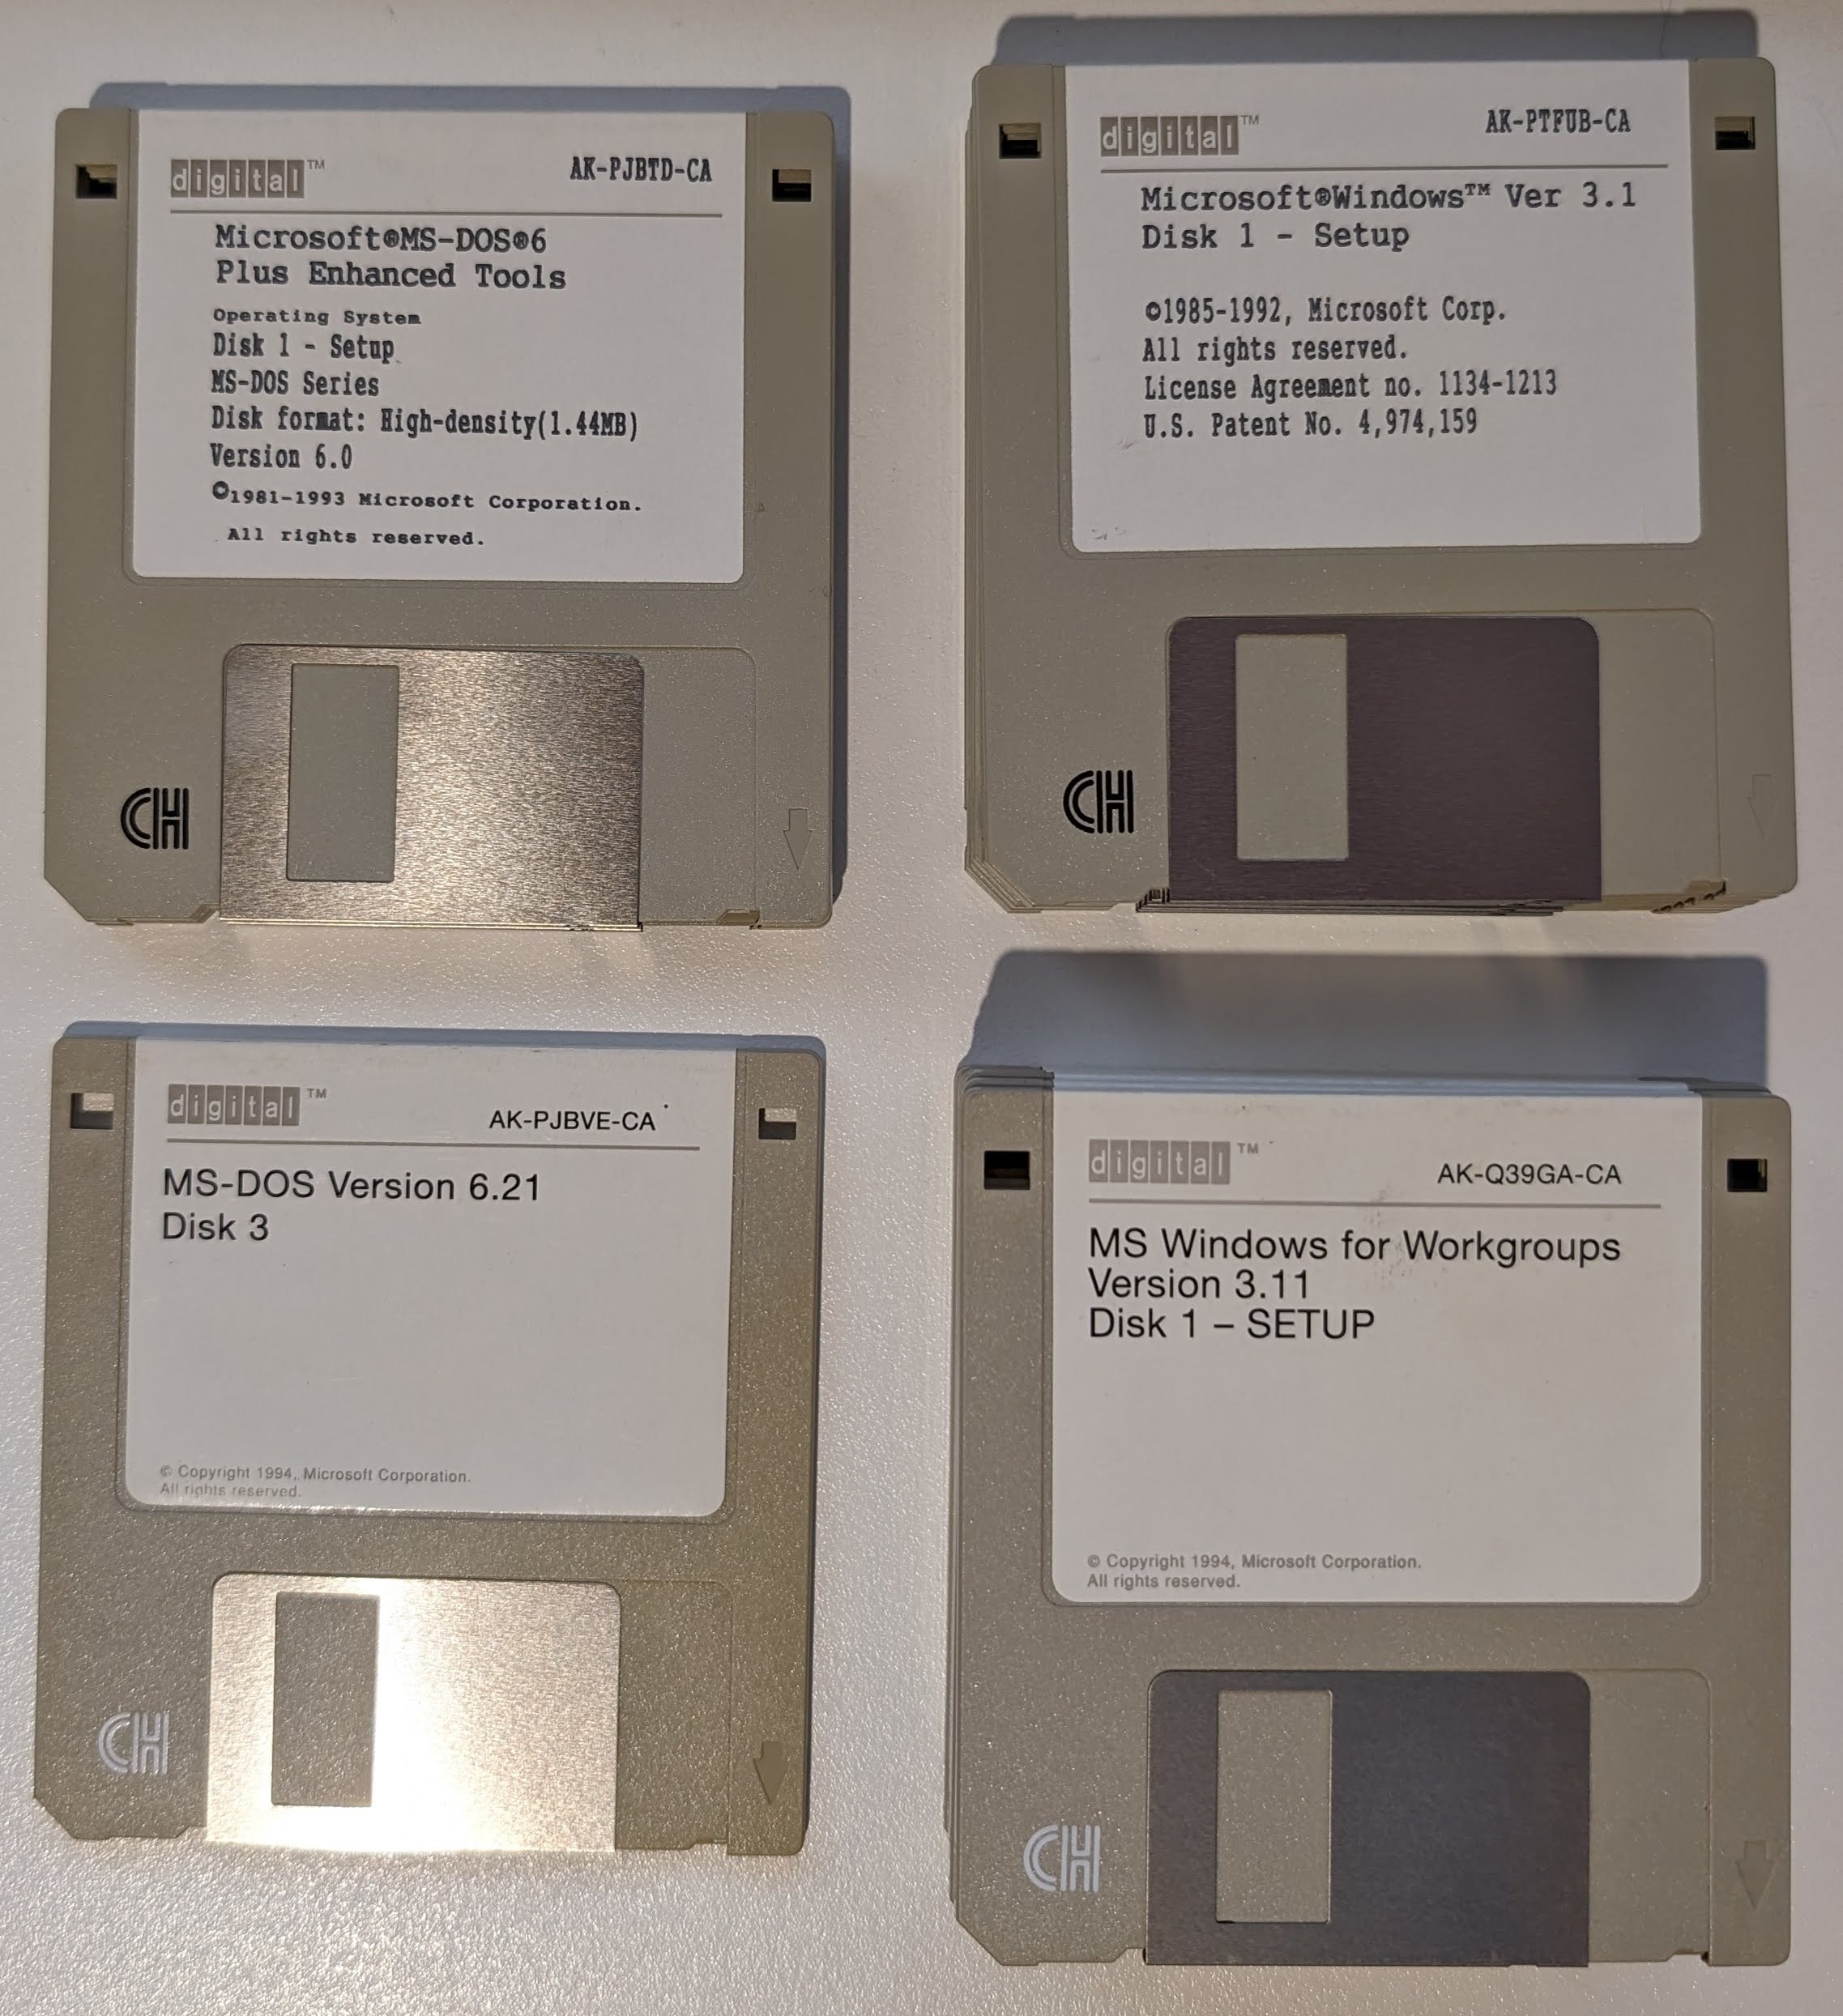 digital™ AK-PJBTD-CA
Microsoft®MS-DOS®6
Plus Enhanced Tools
Operating System
Disk 1 - Setup
MS-DOS Series
Disk format: High-density(1.44MB)
Version 6.0
©1981-1993 Microsoft Corporation.
All rights reserved.
CH
digital™ AK-PTFUB-CA
Microsoft®Windows™ Ver 3.1
Disk 1 - Setup
©1985-1992, Microsoft Corp.
All rights reserved.
License Agreement no. 1134-1213
U.S. Patent No. 4,974,159
CH
digital™ AK-PJBVE-CA
MS-DOS Version 6.21
Disk 3
© Copyright 1994, Microsoft Corporation.
All rights reserved.
CH
digital™ AK-Q39GA-CA
MS Windows for Workgroups
Version 3.11
Disk 1 – SETUP
© Copyright 1994, Microsoft Corporation.
All rights reserved.
CH